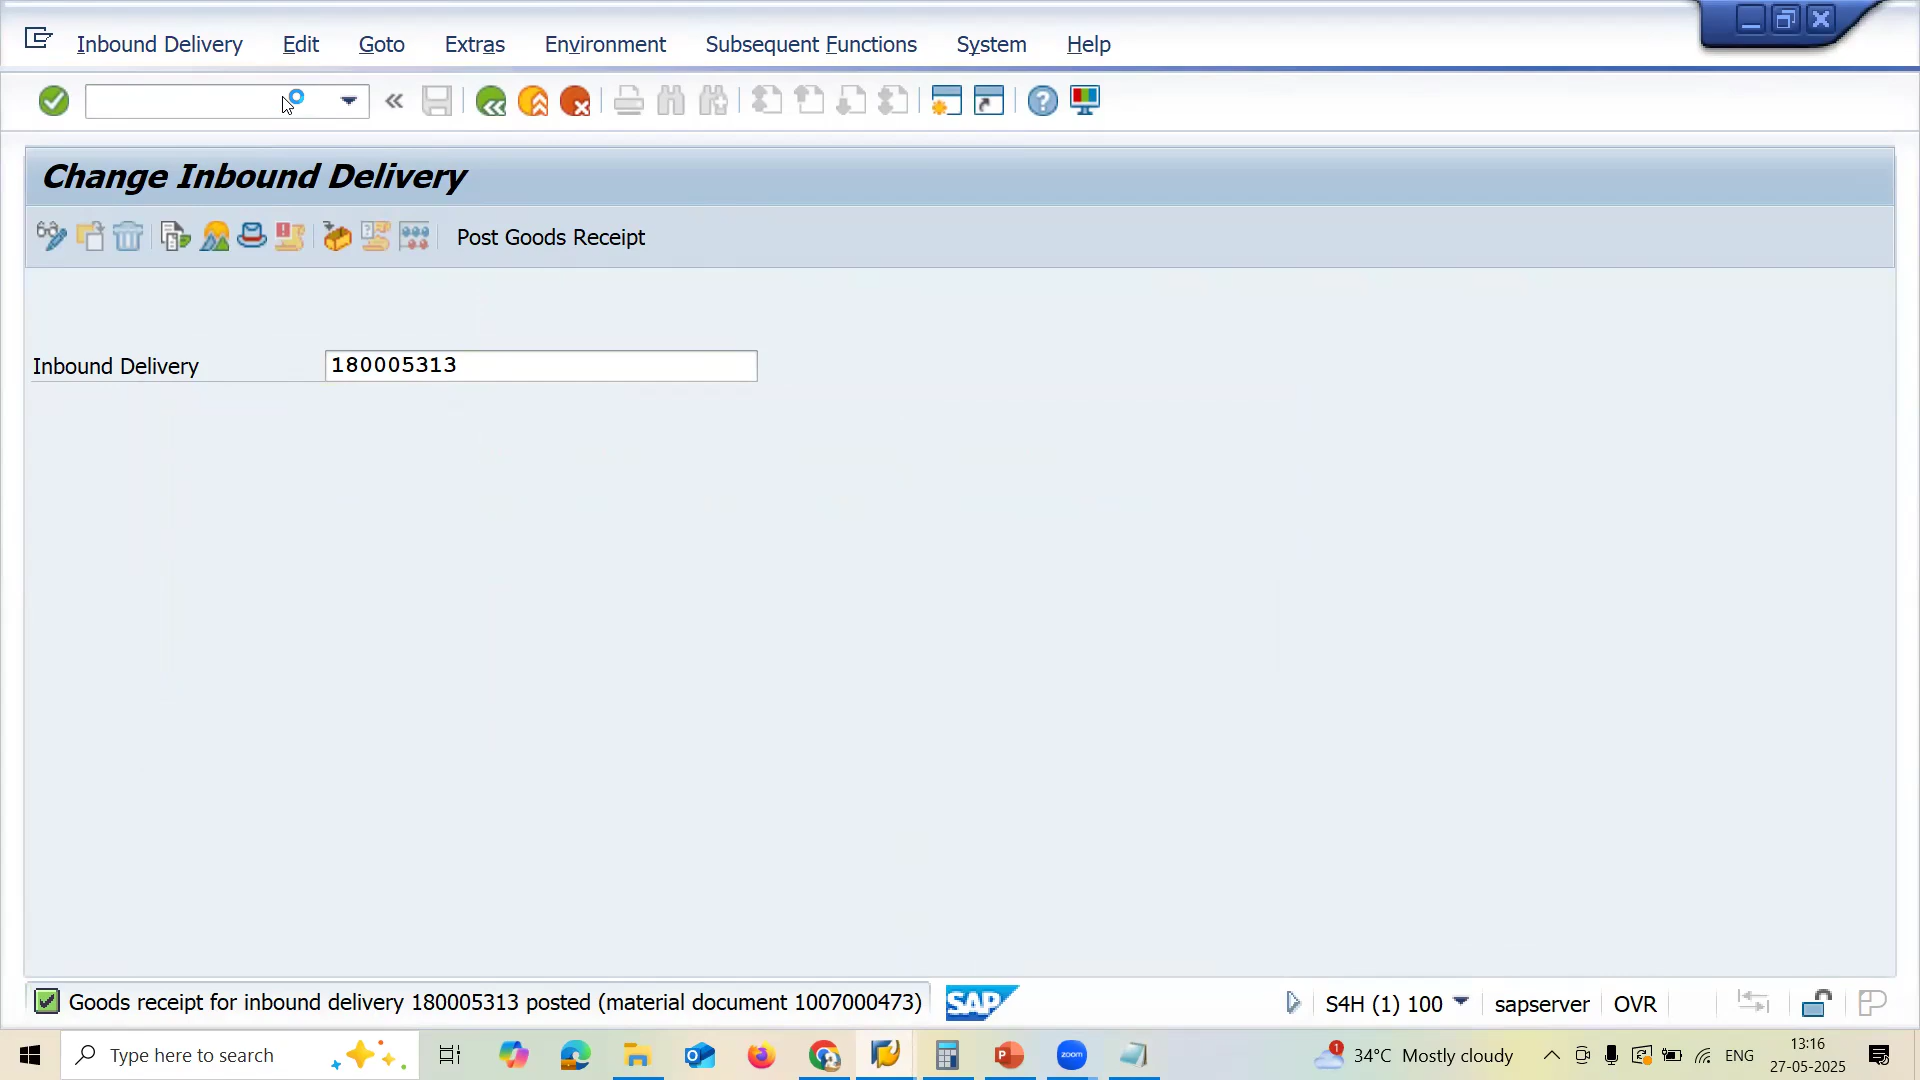 Inbound Delivery Edit Goto Extras Environment Subsequent Functions System Help
Change Inbound Delivery
Post Goods Receipt
Inbound Delivery 180005313
Goods receipt for inbound delivery 180005313 posted (material document 1007000473) SAP S4H (1) 100 sapserver OVR
Type here to search zoom 1 34°C Mostly cloudy ENG 13:16
27-05-2025